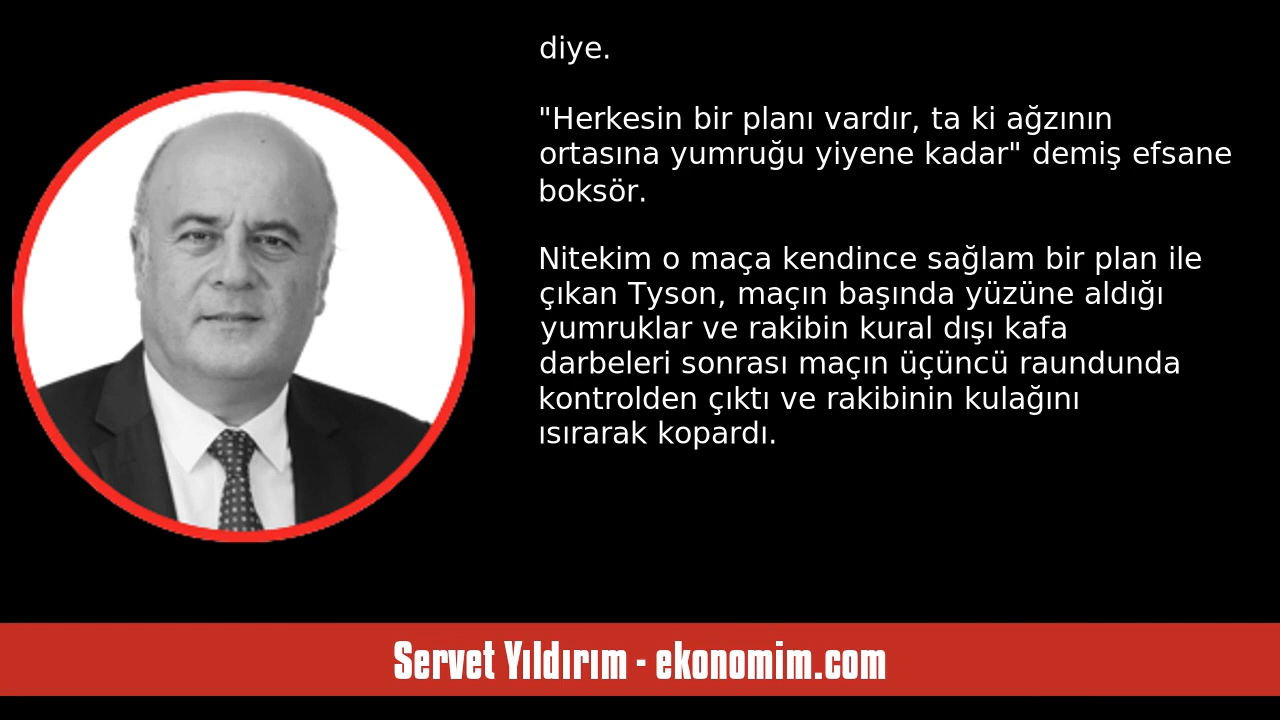 diye.
"Herkesin bir planı vardır, ta ki ağzının
ortasına yumruğu yiyene kadar" demiş efsane
boksör.
Nitekim o maça kendince sağlam bir plan ile
çıkan Tyson, maçın başında yüzüne aldığı
yumruklar ve rakibin kural dışı kafa
darbeleri sonrası maçın üçüncü raundunda
kontrolden çıktı ve rakibinin kulağını
ısırarak kopardı.
Servet Yıldırım - ekonomim.com